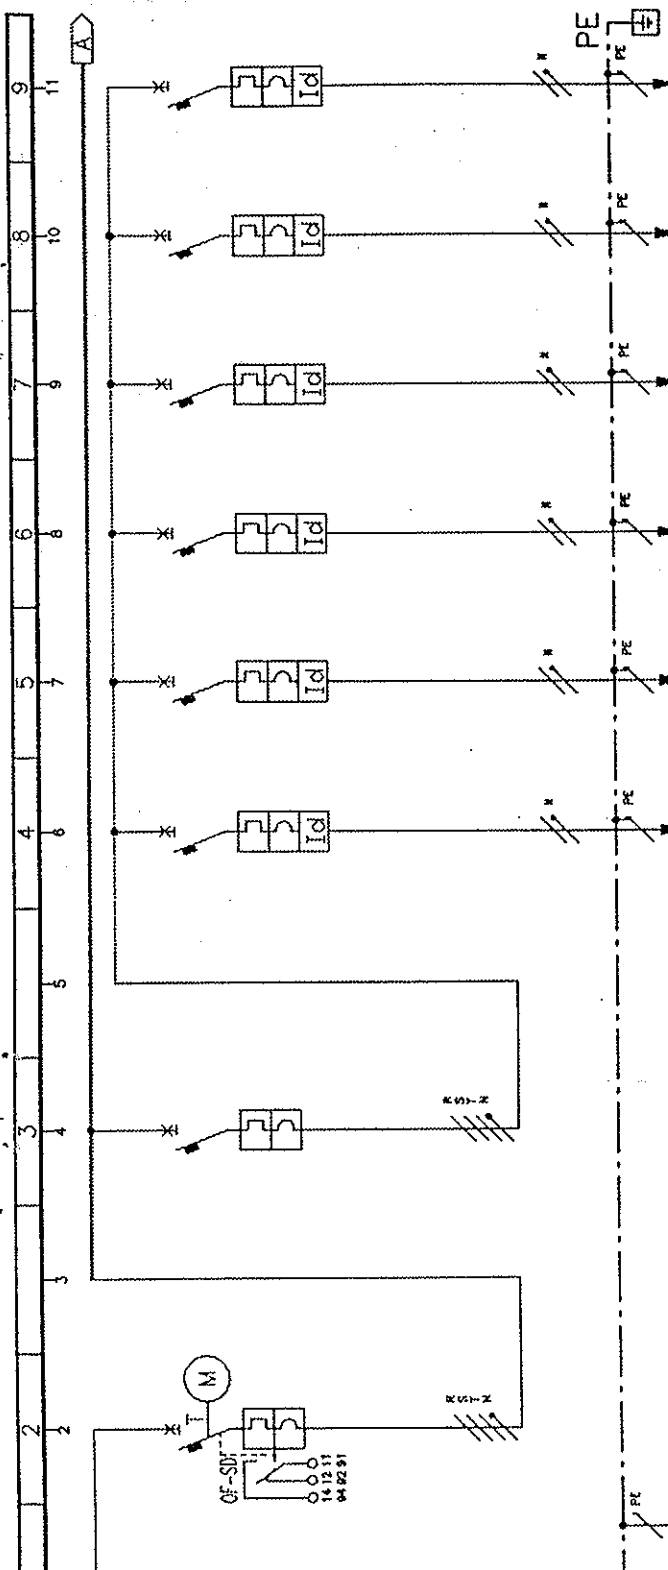 PE
A
9 11 Id * PE
8 10 Id * PE
7 9 Id * PE
6 8 Id * PE
5 7 Id * PE
4 6 Id * PE
5
3 4 R S T N
3
M
2 2 T R S T N
OF-SD
14 12 11
94 92 91
PE